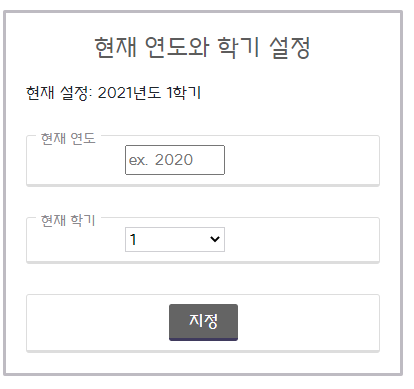 현재 연도와 학기 설정
현재 설정: 2021년도 1학기
현재 연도
ex. 2020
현재 학기
1
지정